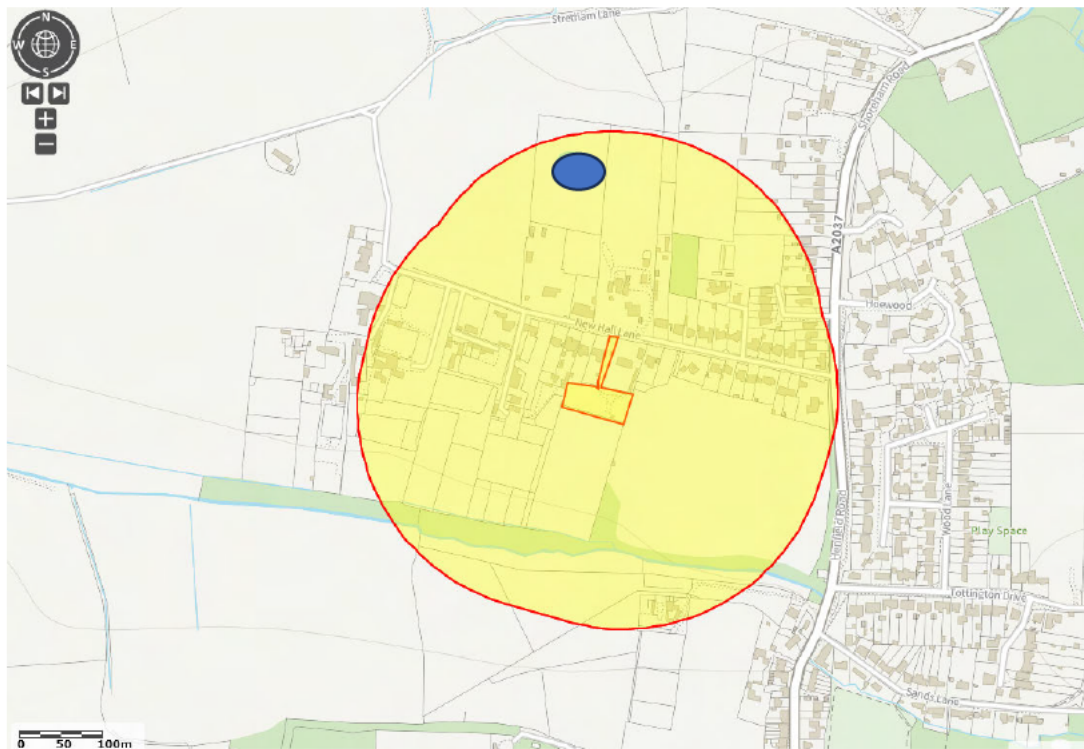 N
W
E
S
Stretham Lane
Shoreham Road
A2037
Hoewood
New Hall Lane
Henfield Road
Wood Lane
Play Space
Tottington Drive
Sands Lane
0 50 100m